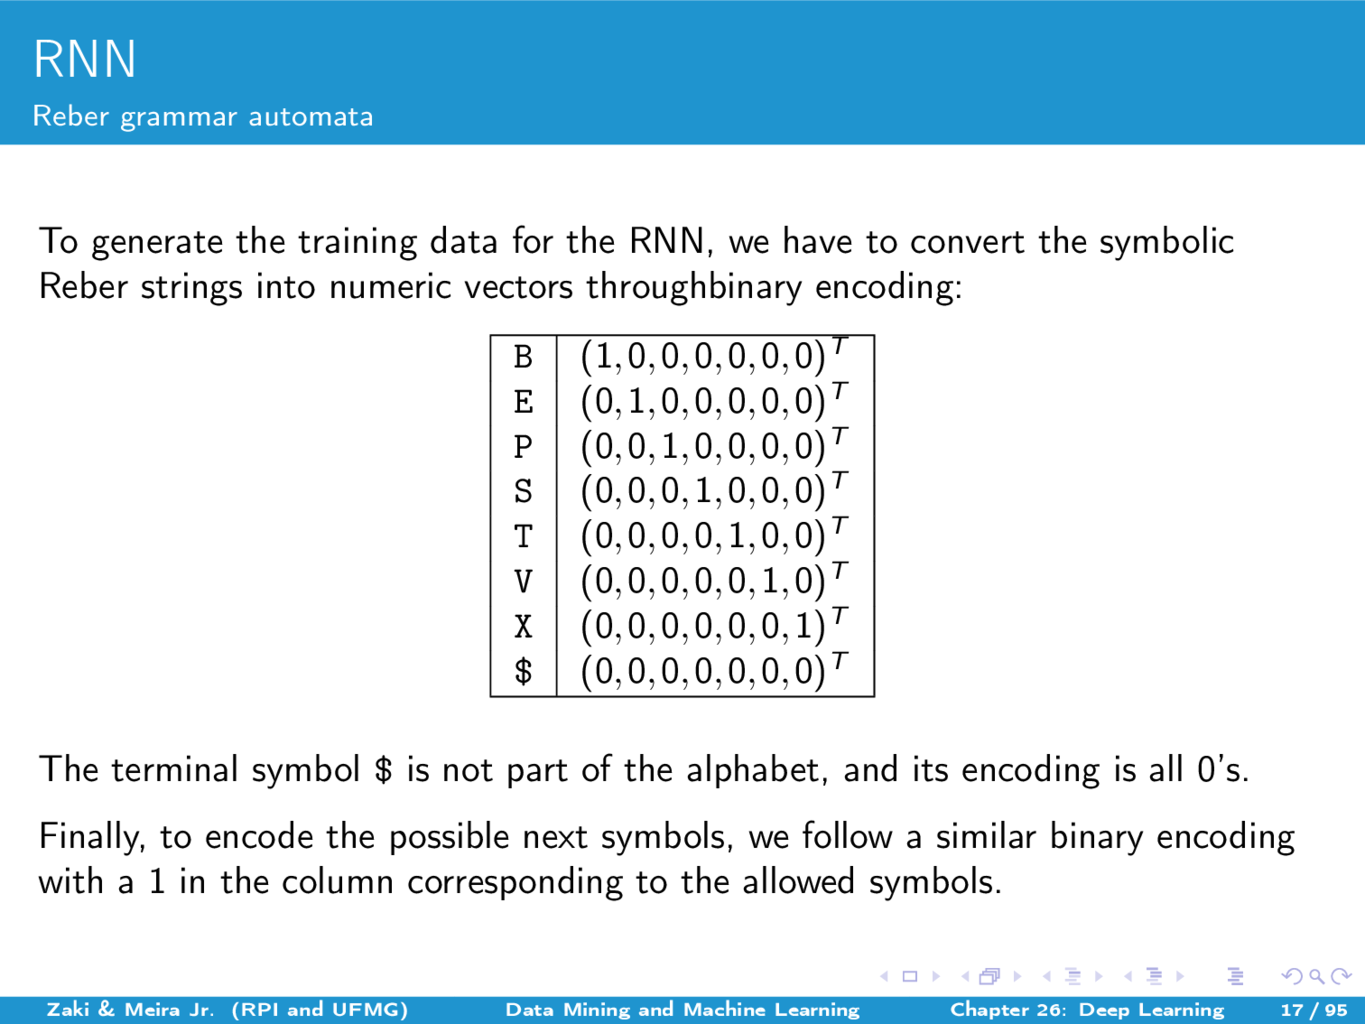 RNN
Reber grammar automata
To generate the training data for the RNN, we have to convert the symbolic
Reber strings into numeric vectors throughbinary encoding:
B (1,0,0,0,0,0,0)^T
E (0,1,0,0,0,0,0)^T
P (0,0,1,0,0,0,0)^T
S (0,0,0,1,0,0,0)^T
T (0,0,0,0,1,0,0)^T
V (0,0,0,0,0,1,0)^T
X (0,0,0,0,0,0,1)^T
$ (0,0,0,0,0,0,0)^T
The terminal symbol $ is not part of the alphabet, and its encoding is all 0's.
Finally, to encode the possible next symbols, we follow a similar binary encoding
with a 1 in the column corresponding to the allowed symbols.
Zaki & Meira Jr. (RPI and UFMG) Data Mining and Machine Learning Chapter 26: Deep Learning 17 / 95